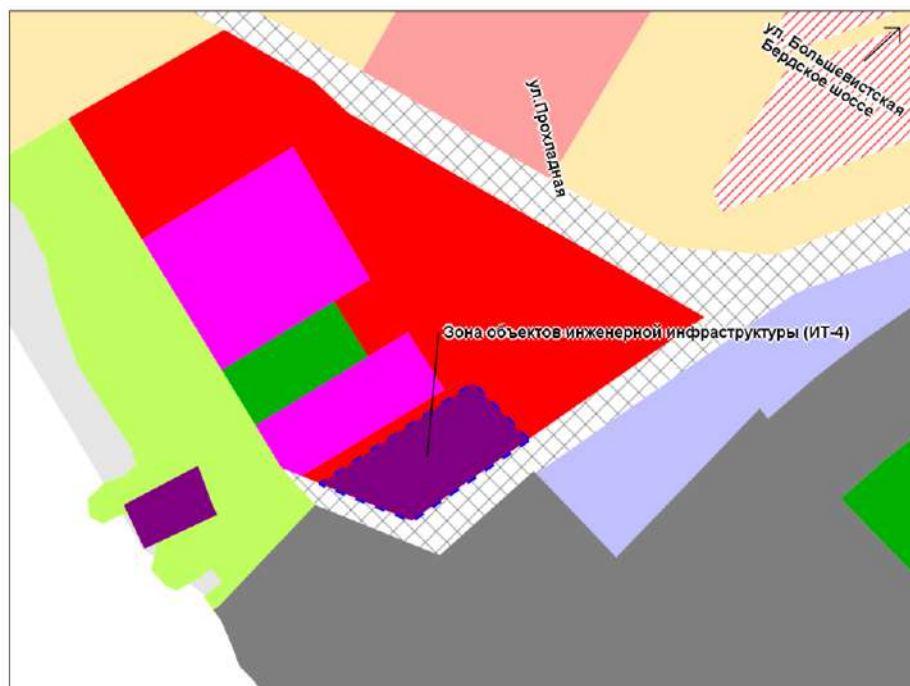 ул. Большевистская
Бердское шоссе
ул.Прохладная
Зона объектов инженерной инфраструктуры (ИТ-4)